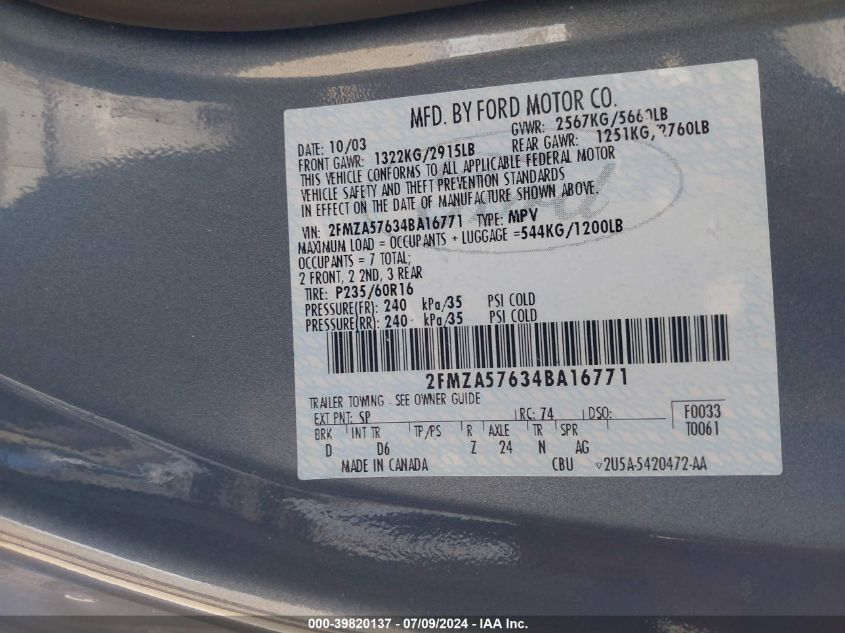 MFD. BY FORD MOTOR CO.
DATE: 10/03 GVWR: 2567KG/5660LB
FRONT GAWR: 1322KG/2915LB REAR GAWR: 1251KG/2760LB
THIS VEHICLE CONFORMS TO ALL APPLICABLE FEDERAL MOTOR
VEHICLE SAFETY AND THEFT PREVENTION STANDARDS
IN EFFECT ON THE DATE OF MANUFACTURE SHOWN ABOVE.
VIN: 2FMZA57634BA16771 TYPE: MPV
MAXIMUM LOAD = OCCUPANTS + LUGGAGE =544KG/1200LB
OCCUPANTS = 7 TOTAL;
2 FRONT, 2 2ND, 3 REAR
TIRE: P235/60R16
PRESSURE(FR): 240 kPa/35 PSI COLD
PRESSURE(RR): 240 kPa/35 PSI COLD
2FMZA57634BA16771
TRAILER TOWING - SEE OWNER GUIDE
EXT PNT: SP RC: 74 DSO: F0033
BRK INT TR TP/PS R AXLE TR SPR T0061
D D6 Z 24 N AG
MADE IN CANADA CBU 2U5A-5420472-AA
000-39820137 - 07/09/2024 - IAA Inc.